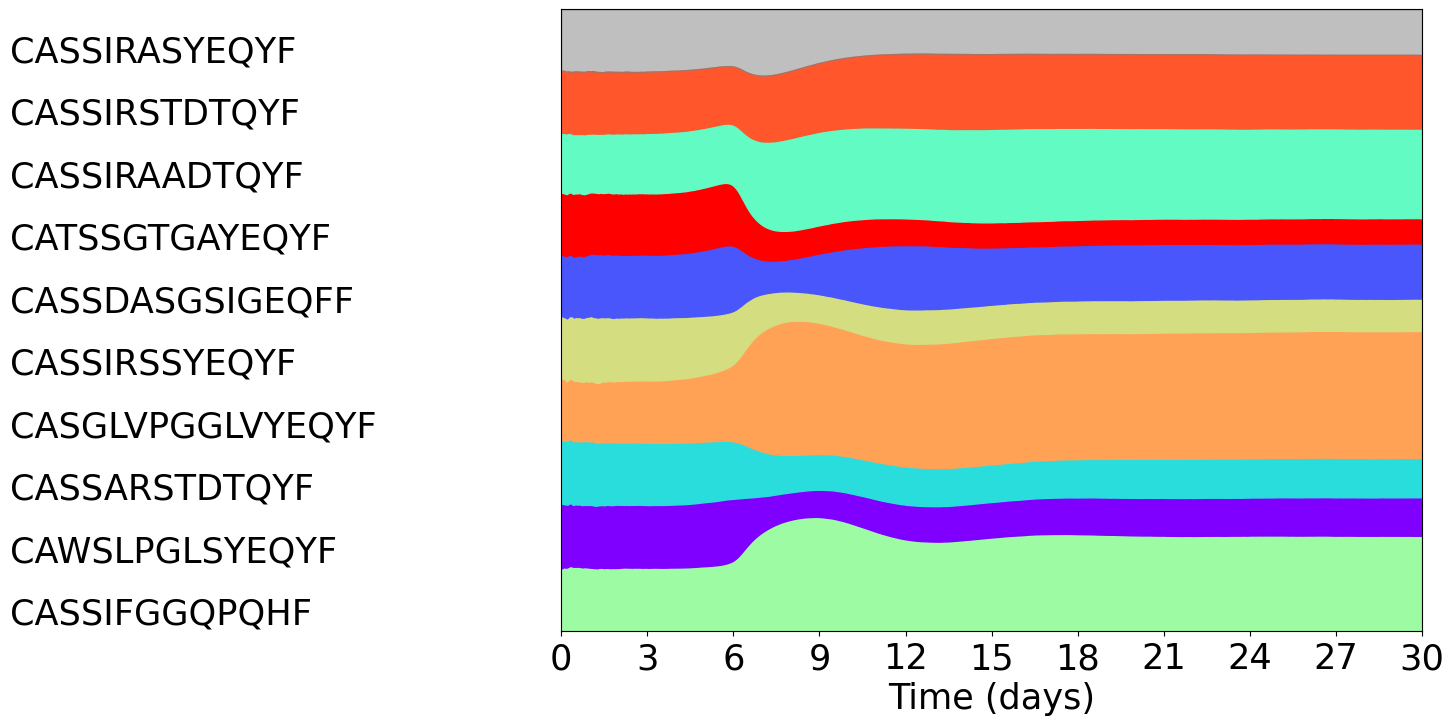 CASSIRASYEQYF
CASSIRSTDTQYF
CASSIRAADTQYF
CATSSGTGAYEQYF
CASSDASGSIGEQFF
CASSIRSSYEQYF
CASGLVPGGLVYEQYF
CASSARSTDTQYF
CAWSLPGLSYEQYF
CASSIFGGQPQHF
0 3 6 9 12 15 18 21 24 27 30
Time (days)